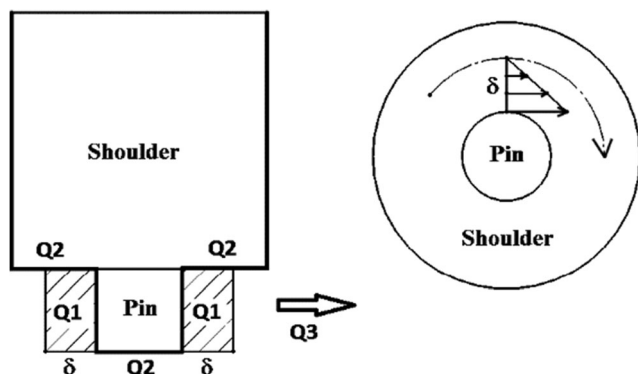 Shoulder
Q2 Q2
Q1 Pin Q1
δ Q2 δ
Q3
δ
Pin
Shoulder